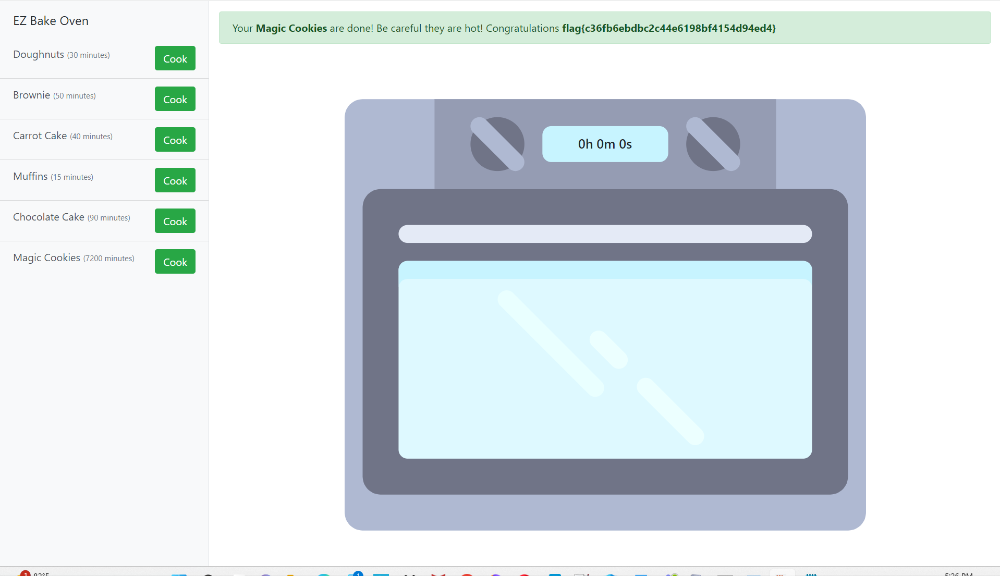 EZ Bake Oven
Doughnuts (30 minutes)
Cook
Brownie (50 minutes)
Cook
Carrot Cake (40 minutes)
Cook
Muffins (15 minutes)
Cook
Chocolate Cake (90 minutes)
Cook
Magic Cookies (7200 minutes)
Cook
Your Magic Cookies are done! Be careful they are hot! Congratulations flag{c36fb6ebdbc2c44e6198bf4154d94ed4}
0h 0m 0s
1
1